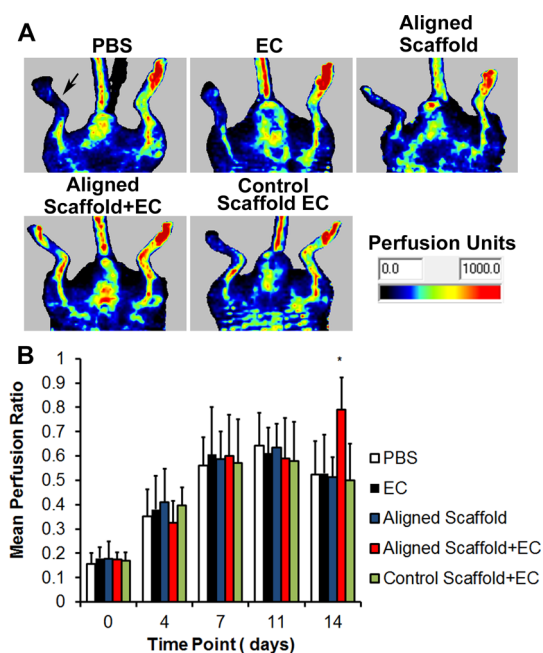 A
PBS
EC
Aligned
Scaffold
Aligned
Scaffold+EC
Control
Scaffold EC
Perfusion Units
0.0
1000.0
B
Mean Perfusion Ratio
1
0.9
0.8
0.7
0.6
0.5
0.4
0.3
0.2
0.1
0
*
0
4
7
11
14
Time Point ( days)
PBS
EC
Aligned Scaffold
Aligned Scaffold+EC
Control Scaffold+EC